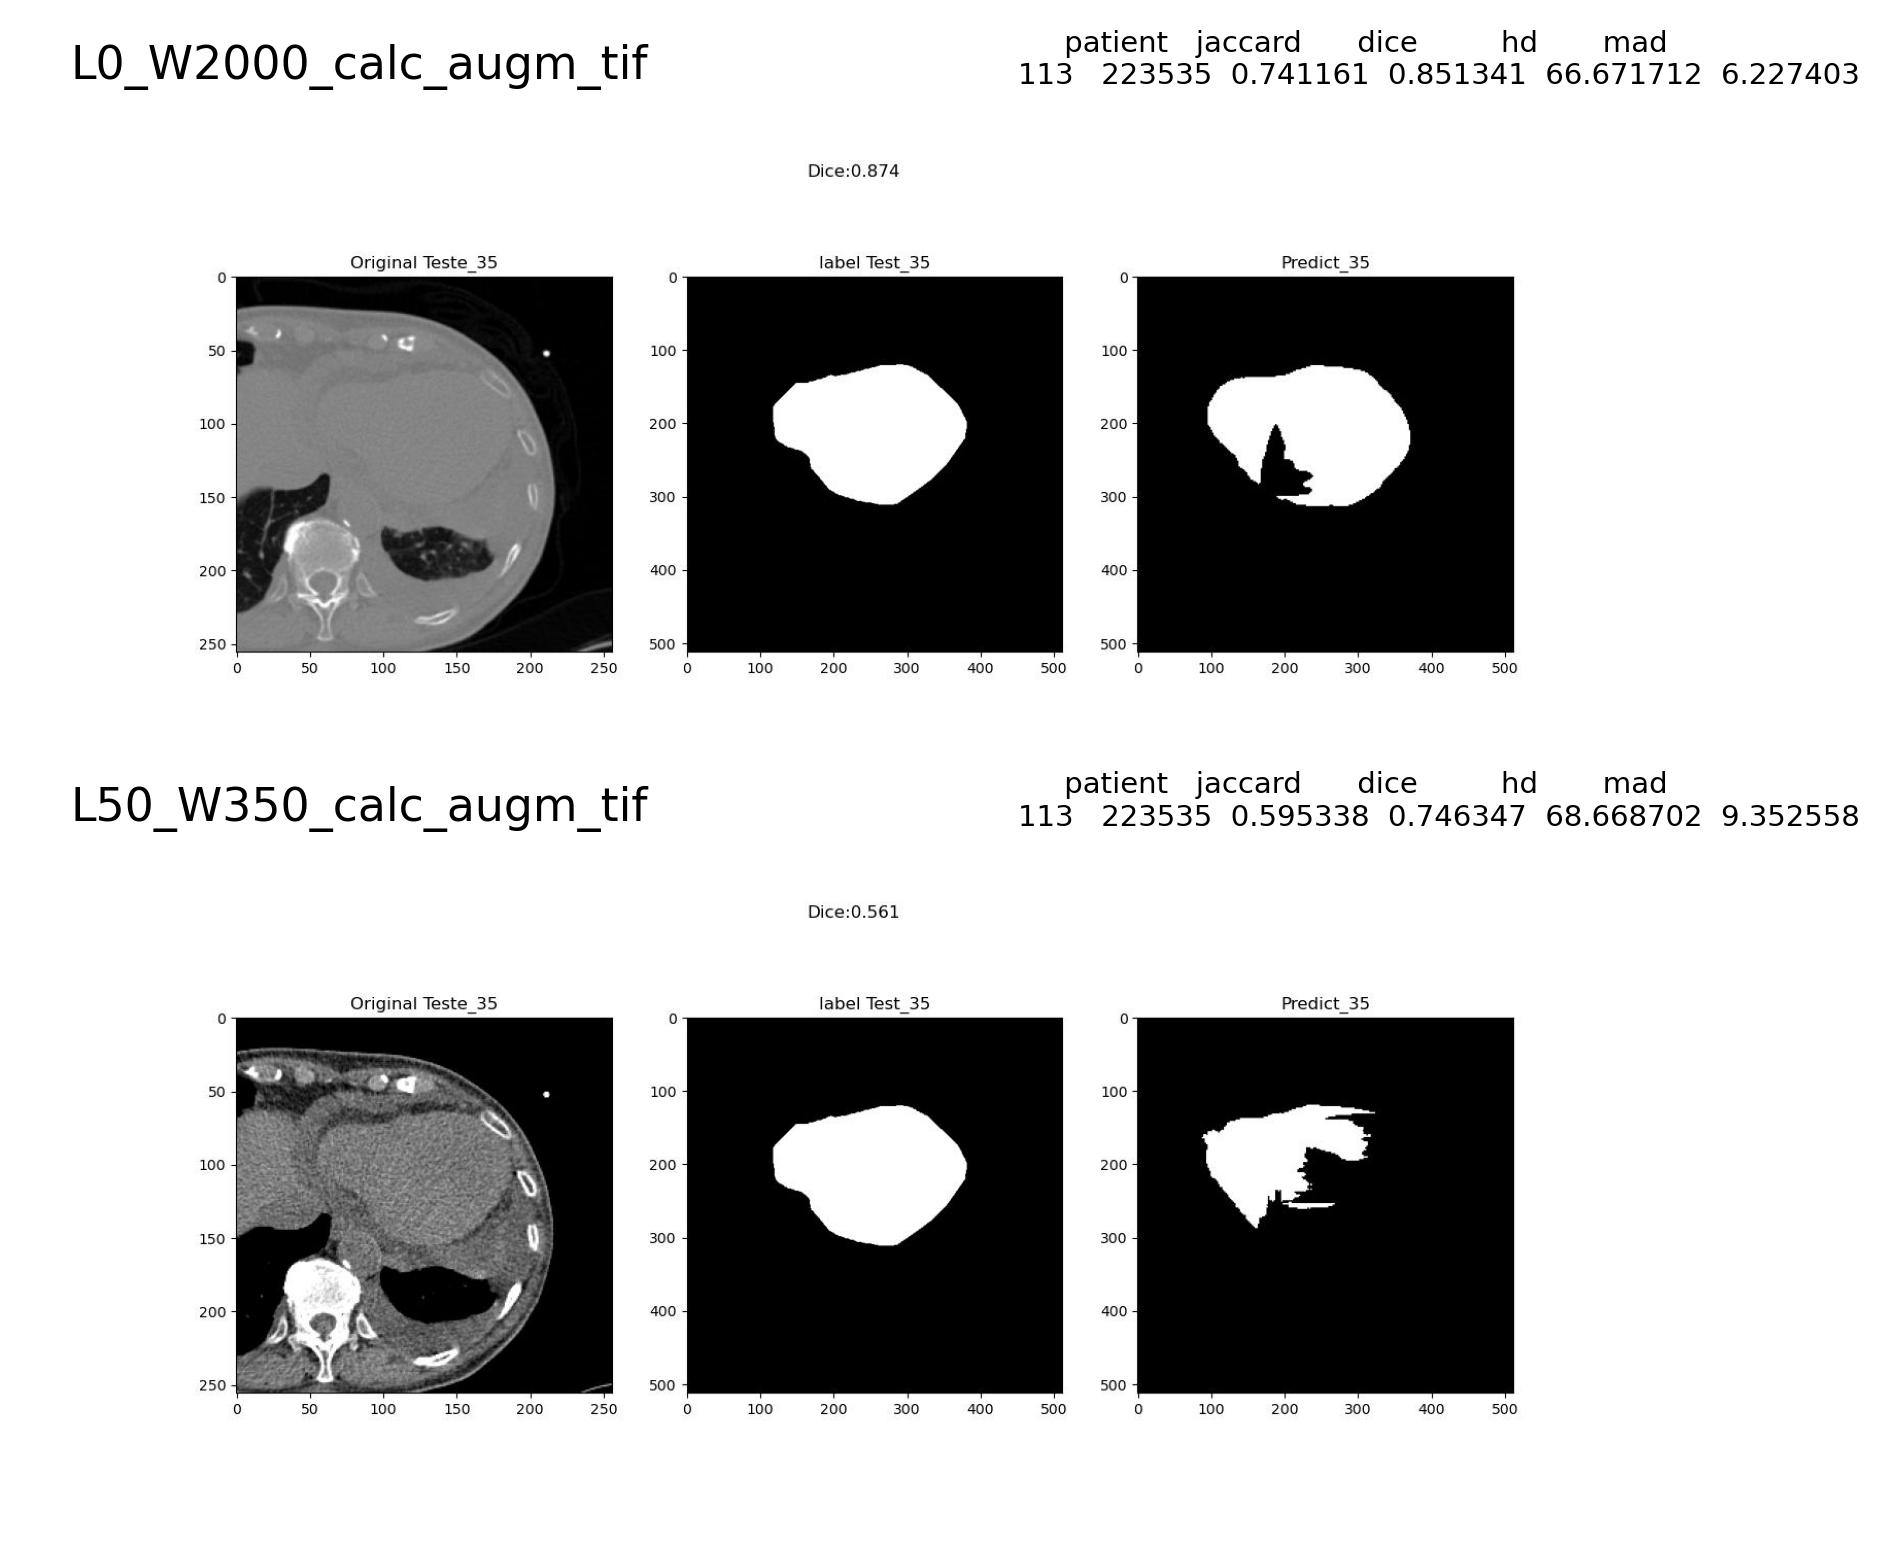 L0_W2000_calc_augm_tif
patient jaccard dice hd mad
113 223535 0.741161 0.851341 66.671712 6.227403
Dice:0.874
Original Teste_35
label Test_35
Predict_35
0
50
100
150
200
250
0 50 100 150 200 250
0
100
200
300
400
500
0 100 200 300 400 500
0
100
200
300
400
500
0 100 200 300 400 500
L50_W350_calc_augm_tif
patient jaccard dice hd mad
113 223535 0.595338 0.746347 68.668702 9.352558
Dice:0.561
Original Teste_35
label Test_35
Predict_35
0
50
100
150
200
250
0 50 100 150 200 250
0
100
200
300
400
500
0 100 200 300 400 500
0
100
200
300
400
500
0 100 200 300 400 500